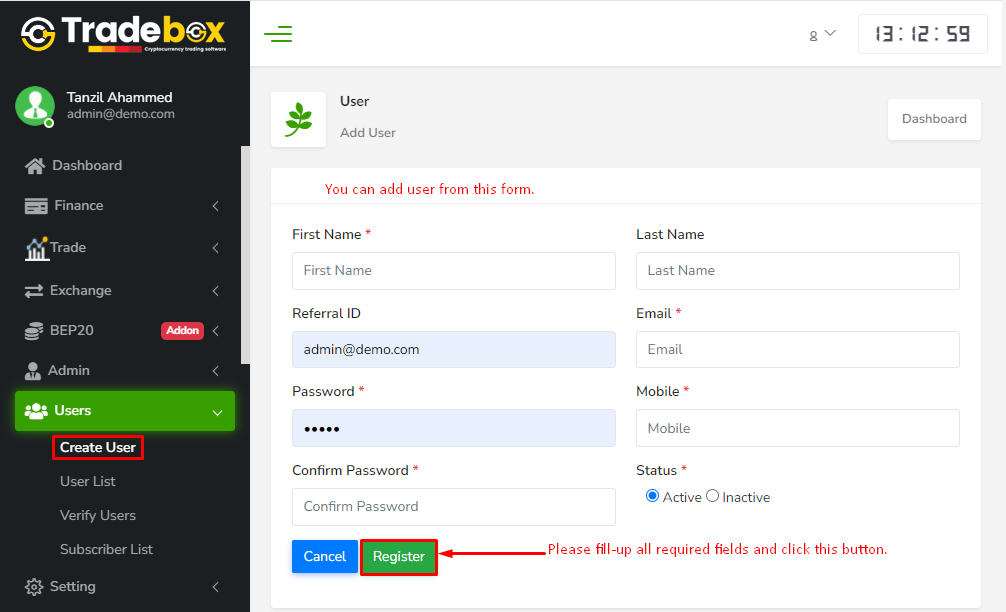 Tradebox
Cryptocurrency trading software
Tanzil Ahammed
admin@demo.com
Dashboard
Finance
Trade
Exchange
BEP20 Addon
Admin
Users
Create User
User List
Verify Users
Subscriber List
Setting
13:12:59
User
Add User
Dashboard
You can add user from this form.
First Name *
First Name
Last Name
Last Name
Referral ID
admin@demo.com
Email *
Email
Password *
•••••
Mobile *
Mobile
Confirm Password *
Confirm Password
Status *
Active Inactive
Cancel Register
Please fill-up all required fields and click this button.